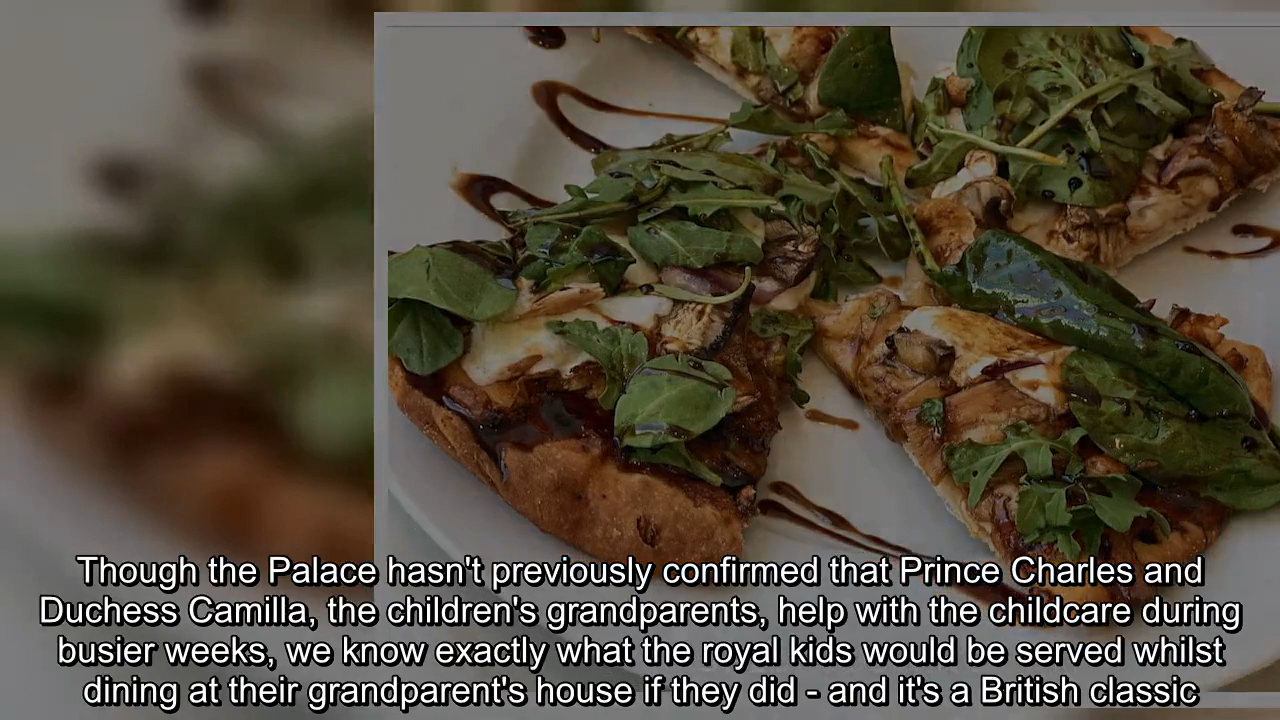 Though the Palace hasn't previously confirmed that Prince Charles and
Duchess Camilla, the children's grandparents, help with the childcare during
busier weeks, we know exactly what the royal kids would be served whilst
dining at their grandparent's house if they did - and it's a British classic